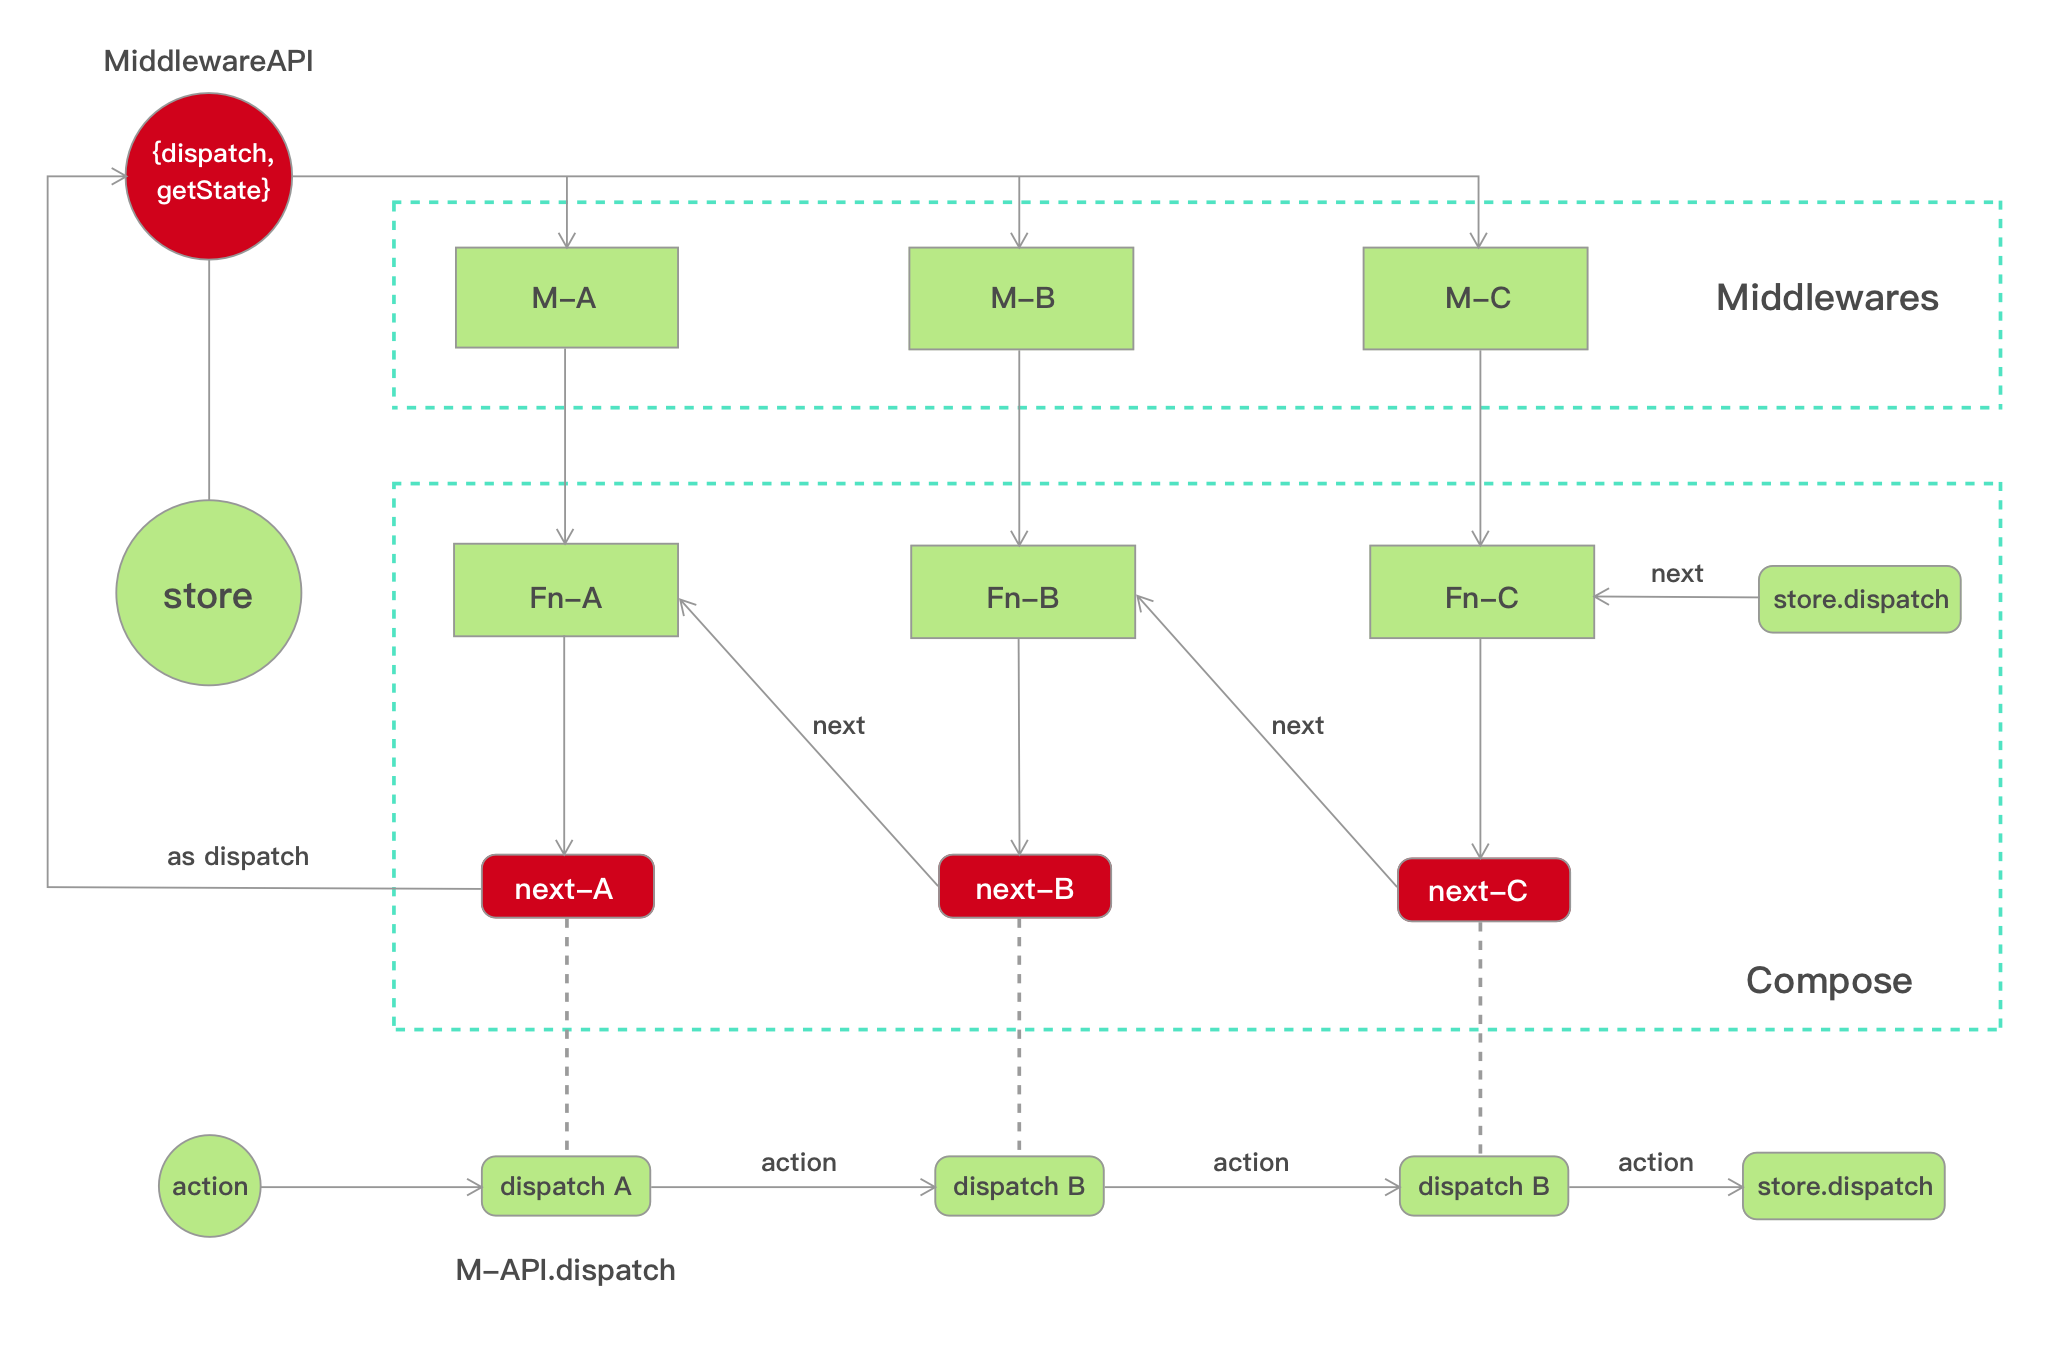 MiddlewareAPI
{dispatch,
getState}
M–A
M–B
M–C
Middlewares
store
Fn–A
Fn–B
Fn–C
next
store.dispatch
next
next
as dispatch
next–A
next–B
next–C
Compose
action
dispatch A
action
dispatch B
action
dispatch B
action
store.dispatch
M–API.dispatch